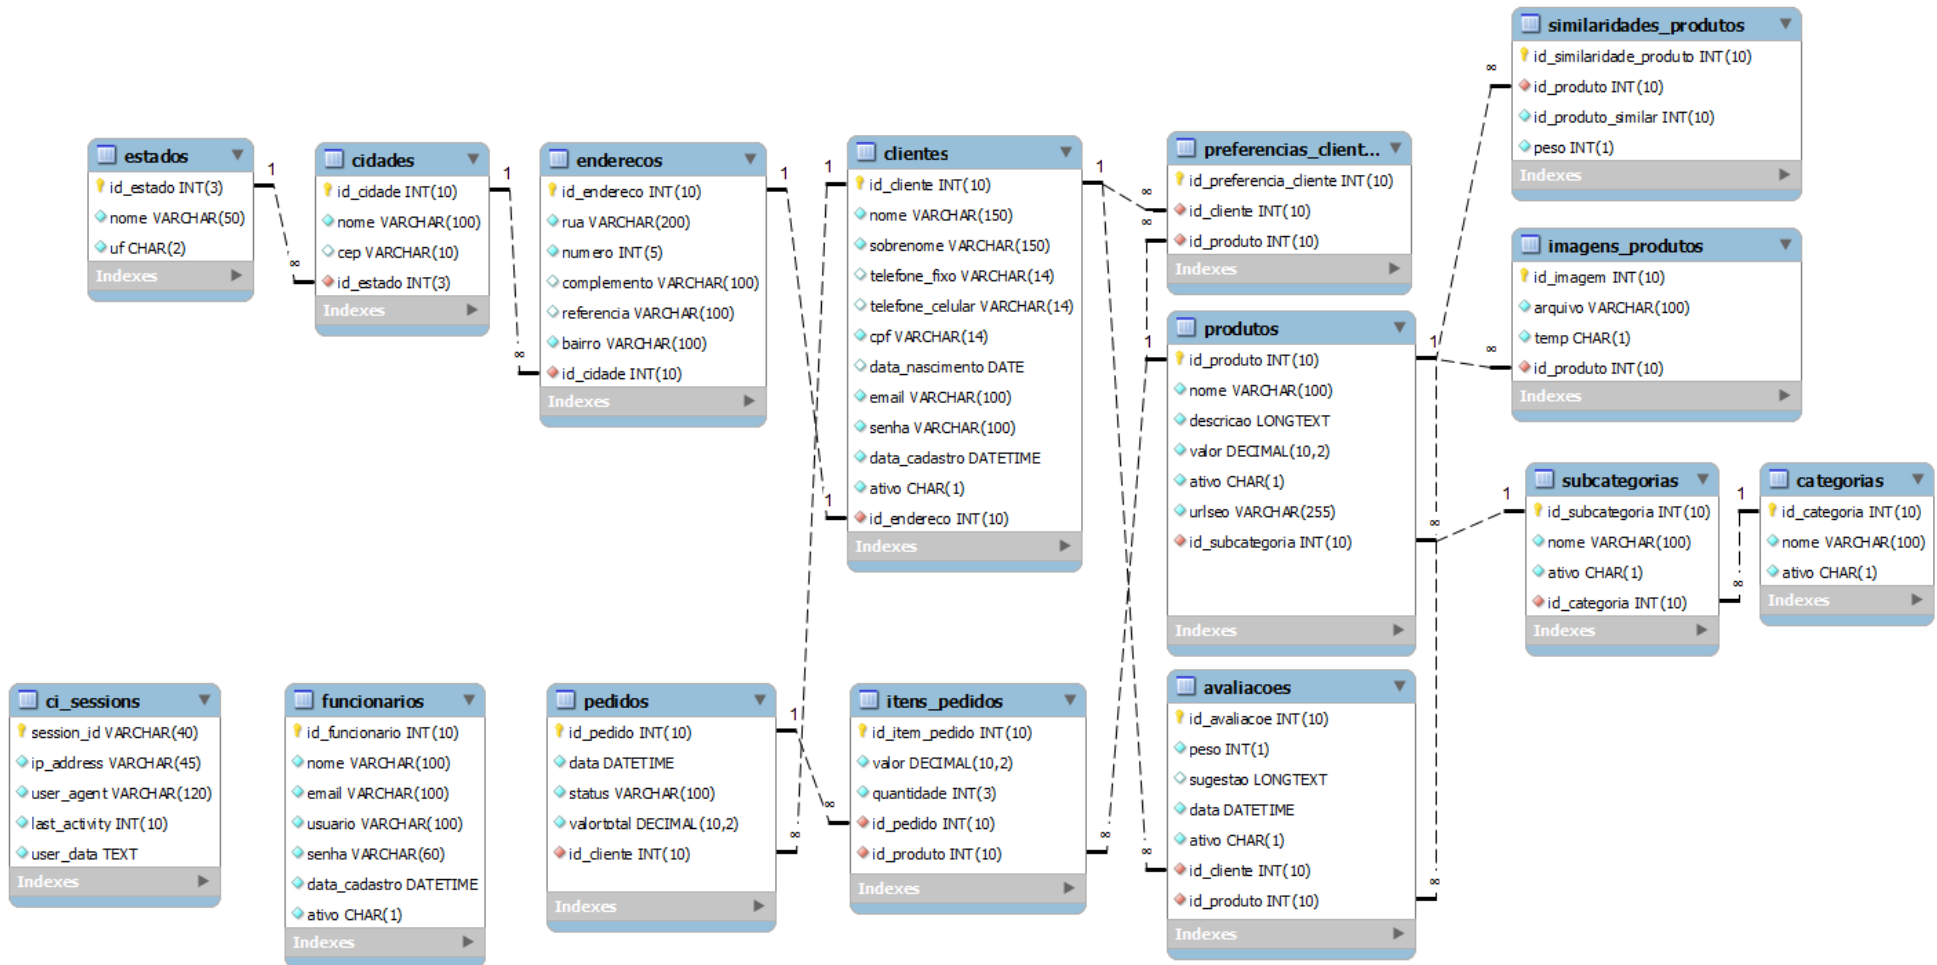 estados
id_estado INT(3)
nome VARCHAR(50)
uf CHAR(2)
Indexes
1
∞
cidades
id_cidade INT(10)
nome VARCHAR(100)
cep VARCHAR(10)
id_estado INT(3)
Indexes
1
∞
enderecos
id_endereco INT(10)
rua VARCHAR(200)
numero INT(5)
complemento VARCHAR(100)
referencia VARCHAR(100)
bairro VARCHAR(100)
id_cidade INT(10)
Indexes
1
1
1
clientes
id_cliente INT(10)
nome VARCHAR(150)
sobrenome VARCHAR(150)
telefone_fixo VARCHAR(14)
telefone_celular VARCHAR(14)
cpf VARCHAR(14)
data_nascimento DATE
email VARCHAR(100)
senha VARCHAR(100)
data_cadastro DATETIME
ativo CHAR(1)
id_endereco INT(10)
Indexes
1
∞
∞
preferencias_client...
id_preferencia_cliente INT(10)
id_cliente INT(10)
id_produto INT(10)
Indexes
1
produtos
id_produto INT(10)
nome VARCHAR(100)
descricao LONGTEXT
valor DECIMAL(10,2)
ativo CHAR(1)
urlseo VARCHAR(255)
id_subcategoria INT(10)
Indexes
1
∞
∞
similaridades_produtos
id_similaridade_produto INT(10)
id_produto INT(10)
id_produto_similar INT(10)
peso INT(1)
Indexes
∞
imagens_produtos
id_imagem INT(10)
arquivo VARCHAR(100)
temp CHAR(1)
id_produto INT(10)
Indexes
1
subcategorias
id_subcategoria INT(10)
nome VARCHAR(100)
ativo CHAR(1)
id_categoria INT(10)
Indexes
1
∞
categorias
id_categoria INT(10)
nome VARCHAR(100)
ativo CHAR(1)
Indexes
ci_sessions
session_id VARCHAR(40)
ip_address VARCHAR(45)
user_agent VARCHAR(120)
last_activity INT(10)
user_data TEXT
Indexes
funcionarios
id_funcionario INT(10)
nome VARCHAR(100)
email VARCHAR(100)
usuario VARCHAR(100)
senha VARCHAR(60)
data_cadastro DATETIME
ativo CHAR(1)
Indexes
pedidos
id_pedido INT(10)
data DATETIME
status VARCHAR(100)
valortotal DECIMAL(10,2)
id_cliente INT(10)
Indexes
1
∞
∞
itens_pedidos
id_item_pedido INT(10)
valor DECIMAL(10,2)
quantidade INT(3)
id_pedido INT(10)
id_produto INT(10)
Indexes
∞
∞
avaliacoes
id_avaliacoe INT(10)
peso INT(1)
sugestao LONGTEXT
data DATETIME
ativo CHAR(1)
id_cliente INT(10)
id_produto INT(10)
Indexes
∞